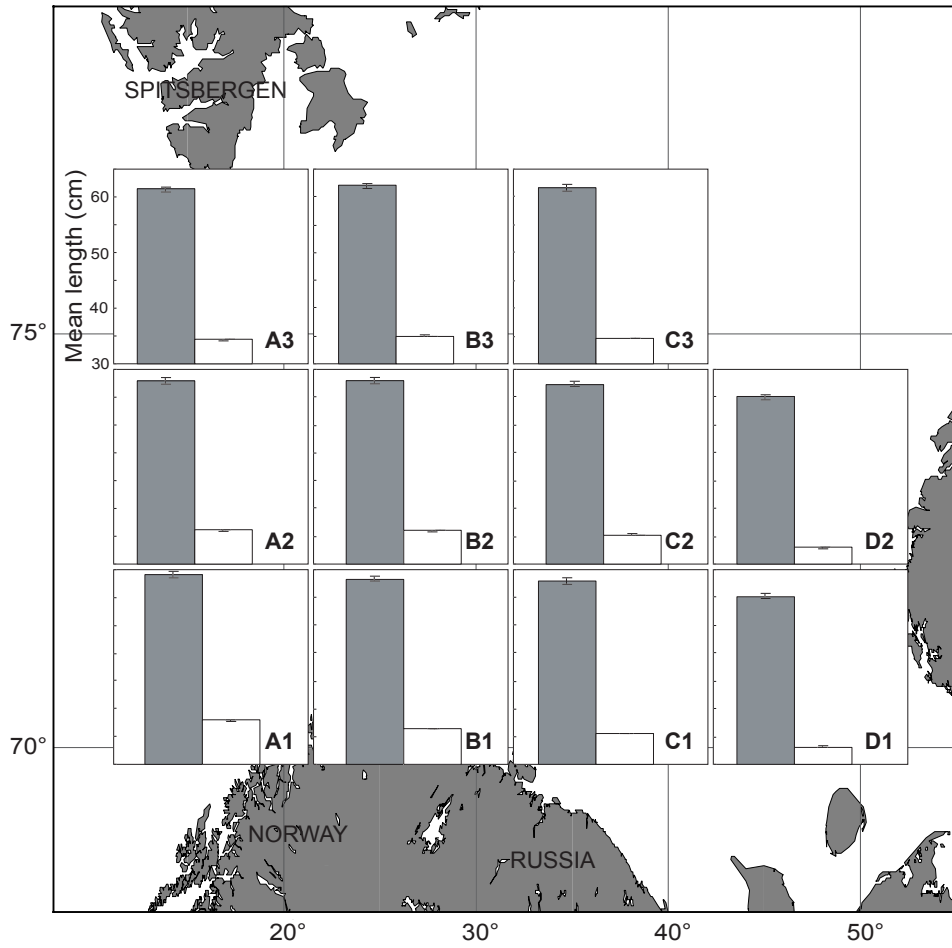 SPITSBERGEN
Mean length (cm)
60
50
40
30
A3
B3
C3
75°
A2
B2
C2
D2
A1
B1
C1
D1
70°
NORWAY
RUSSIA
20°
30°
40°
50°